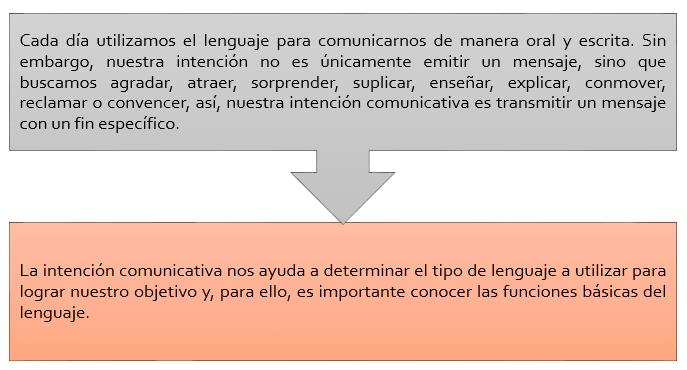 Cada día utilizamos el lenguaje para comunicarnos de manera oral y escrita. Sin
embargo, nuestra intención no es únicamente emitir un mensaje, sino que
buscamos agradar, atraer, sorprender, suplicar, enseñar, explicar, conmover,
reclamar o convencer, así, nuestra intención comunicativa es transmitir un mensaje
con un fin específico.
La intención comunicativa nos ayuda a determinar el tipo de lenguaje a utilizar para
lograr nuestro objetivo y, para ello, es importante conocer las funciones básicas del
lenguaje.